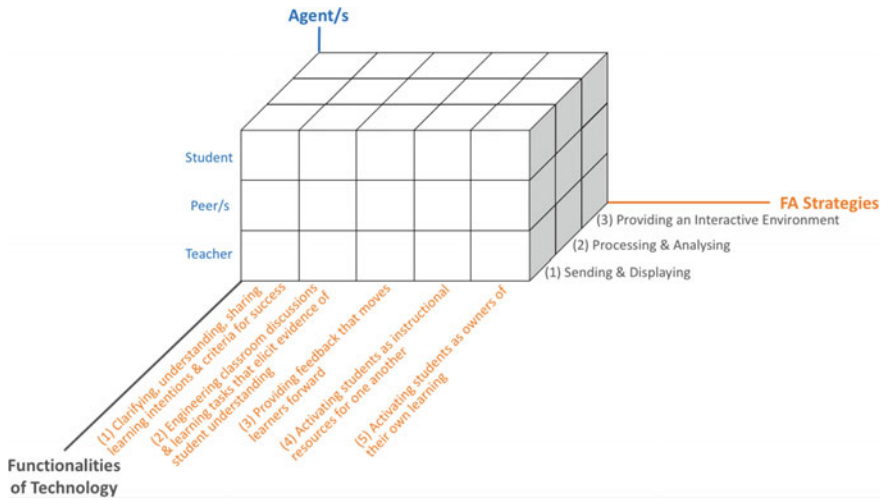 Agent/s
Student
Peer/s
Teacher
FA Strategies
(3) Providing an Interactive Environment
(2) Processing & Analysing
(1) Sending & Displaying
(1) Clarifying, understanding, sharing
learning intentions & criteria for success
(2) Engineering classroom discussions
& learning tasks that elicit evidence of
student understanding
(3) Providing feedback that moves
learners forward
(4) Activating students as instructional
resources for one another
(5) Activating students as owners of
their own learning
Functionalities
of Technology